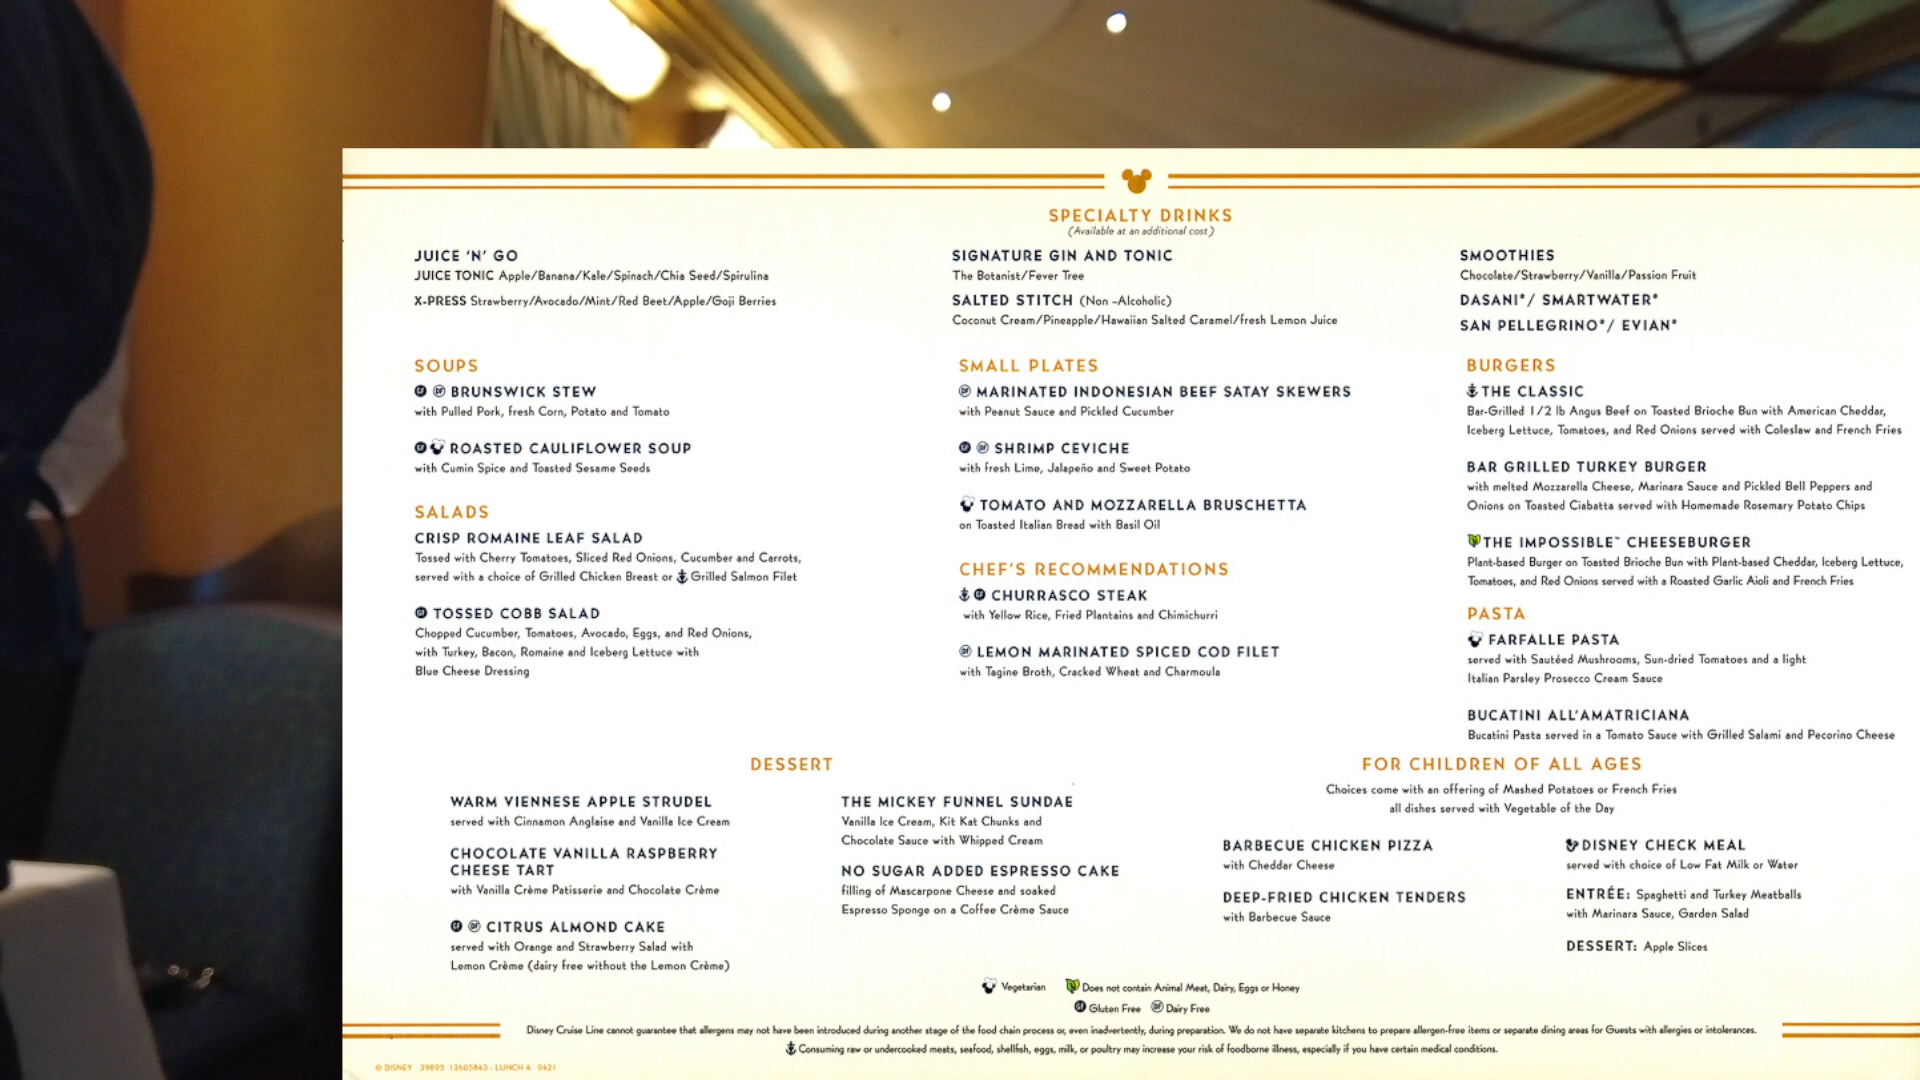 SPECIALTY DRINKS
(Available at an additional cost)
JUICE 'N' GO
JUICE TONIC Apple/Banana/Kale/Spinach/Chia Seed/Spirulina
X-PRESS Strawberry/Avocado/Mint/Red Beet/Apple/Goji Berries
SIGNATURE GIN AND TONIC
The Botanist/Fever Tree
SALTED STITCH (Non -Alcoholic)
Coconut Cream/Pineapple/Hawaiian Salted Caramel/fresh Lemon Juice
SMOOTHIES
Chocolate/Strawberry/Vanilla/Passion Fruit
DASANI®/ SMARTWATER®
SAN PELLEGRINO®/ EVIAN®
SOUPS
GF DF BRUNSWICK STEW
with Pulled Pork, fresh Corn, Potato and Tomato
GF ROASTED CAULIFLOWER SOUP
with Cumin Spice and Toasted Sesame Seeds
SALADS
CRISP ROMAINE LEAF SALAD
Tossed with Cherry Tomatoes, Sliced Red Onions, Cucumber and Carrots,
served with a choice of Grilled Chicken Breast or Grilled Salmon Filet
GF TOSSED COBB SALAD
Chopped Cucumber, Tomatoes, Avocado, Eggs, and Red Onions,
with Turkey, Bacon, Romaine and Iceberg Lettuce with
Blue Cheese Dressing
SMALL PLATES
DF MARINATED INDONESIAN BEEF SATAY SKEWERS
with Peanut Sauce and Pickled Cucumber
GF DF SHRIMP CEVICHE
with fresh Lime, Jalapeño and Sweet Potato
TOMATO AND MOZZARELLA BRUSCHETTA
on Toasted Italian Bread with Basil Oil
CHEF'S RECOMMENDATIONS
GF CHURRASCO STEAK
with Yellow Rice, Fried Plantains and Chimichurri
DF LEMON MARINATED SPICED COD FILET
with Tagine Broth, Cracked Wheat and Charmoula
BURGERS
THE CLASSIC
Bar-Grilled 1/2 lb Angus Beef on Toasted Brioche Bun with American Cheddar,
Iceberg Lettuce, Tomatoes, and Red Onions served with Coleslaw and French Fries
BAR GRILLED TURKEY BURGER
with melted Mozzarella Cheese, Marinara Sauce and Pickled Bell Peppers and
Onions on Toasted Ciabatta served with Homemade Rosemary Potato Chips
THE IMPOSSIBLE™ CHEESEBURGER
Plant-based Burger on Toasted Brioche Bun with Plant-based Cheddar, Iceberg Lettuce,
Tomatoes, and Red Onions served with a Roasted Garlic Aioli and French Fries
PASTA
FARFALLE PASTA
served with Sautéed Mushrooms, Sun-dried Tomatoes and a light
Italian Parsley Prosecco Cream Sauce
BUCATINI ALL'AMATRICIANA
Bucatini Pasta served in a Tomato Sauce with Grilled Salami and Pecorino Cheese
DESSERT
WARM VIENNESE APPLE STRUDEL
served with Cinnamon Anglaise and Vanilla Ice Cream
CHOCOLATE VANILLA RASPBERRY
CHEESE TART
with Vanilla Crème Patisserie and Chocolate Crème
GF DF CITRUS ALMOND CAKE
served with Orange and Strawberry Salad with
Lemon Crème (dairy free without the Lemon Crème)
THE MICKEY FUNNEL SUNDAE
Vanilla Ice Cream, Kit Kat Chunks and
Chocolate Sauce with Whipped Cream
NO SUGAR ADDED ESPRESSO CAKE
filling of Mascarpone Cheese and soaked
Espresso Sponge on a Coffee Crème Sauce
FOR CHILDREN OF ALL AGES
Choices come with an offering of Mashed Potatoes or French Fries
all dishes served with Vegetable of the Day
BARBECUE CHICKEN PIZZA
with Cheddar Cheese
DEEP-FRIED CHICKEN TENDERS
with Barbecue Sauce
DISNEY CHECK MEAL
served with choice of Low Fat Milk or Water
ENTRÉE: Spaghetti and Turkey Meatballs
with Marinara Sauce, Garden Salad
DESSERT: Apple Slices
Vegetarian Does not contain Animal Meat, Dairy, Eggs or Honey
GF Gluten Free DF Dairy Free
Disney Cruise Line cannot guarantee that allergens may not have been introduced during another stage of the food chain process or, even inadvertently, during preparation. We do not have separate kitchens to prepare allergen-free items or separate dining areas for Guests with allergies or intolerances.
Consuming raw or undercooked meats, seafood, shellfish, eggs, milk, or poultry may increase your risk of foodborne illness, especially if you have certain medical conditions.
© DISNEY 39895 12605843 - LUNCH 4 0421